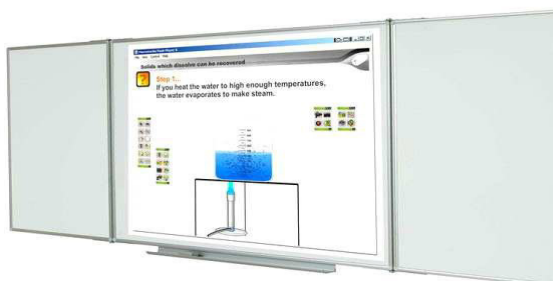 Solids which dissolve can be recovered
Step 1...
If you heat the water to high enough temperatures,
the water evaporates to make steam.